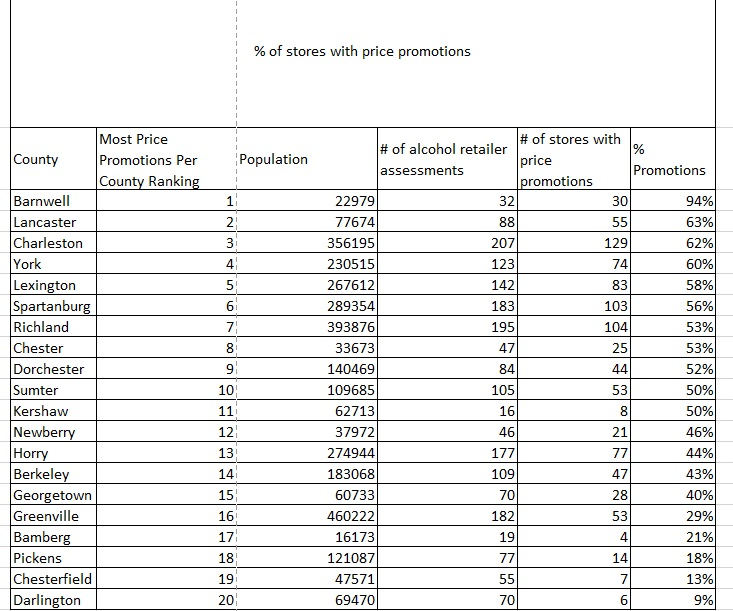 % of stores with price promotions
County Most Price Promotions Per County Ranking Population # of alcohol retailer assessments # of stores with price promotions % Promotions
Barnwell 1 22979 32 30 94%
Lancaster 2 77674 88 55 63%
Charleston 3 356195 207 129 62%
York 4 230515 123 74 60%
Lexington 5 267612 142 83 58%
Spartanburg 6 289354 183 103 56%
Richland 7 393876 195 104 53%
Chester 8 33673 47 25 53%
Dorchester 9 140469 84 44 52%
Sumter 10 109685 105 53 50%
Kershaw 11 62713 16 8 50%
Newberry 12 37972 46 21 46%
Horry 13 274944 177 77 44%
Berkeley 14 183068 109 47 43%
Georgetown 15 60733 70 28 40%
Greenville 16 460222 182 53 29%
Bamberg 17 16173 19 4 21%
Pickens 18 121087 77 14 18%
Chesterfield 19 47571 55 7 13%
Darlington 20 69470 70 6 9%